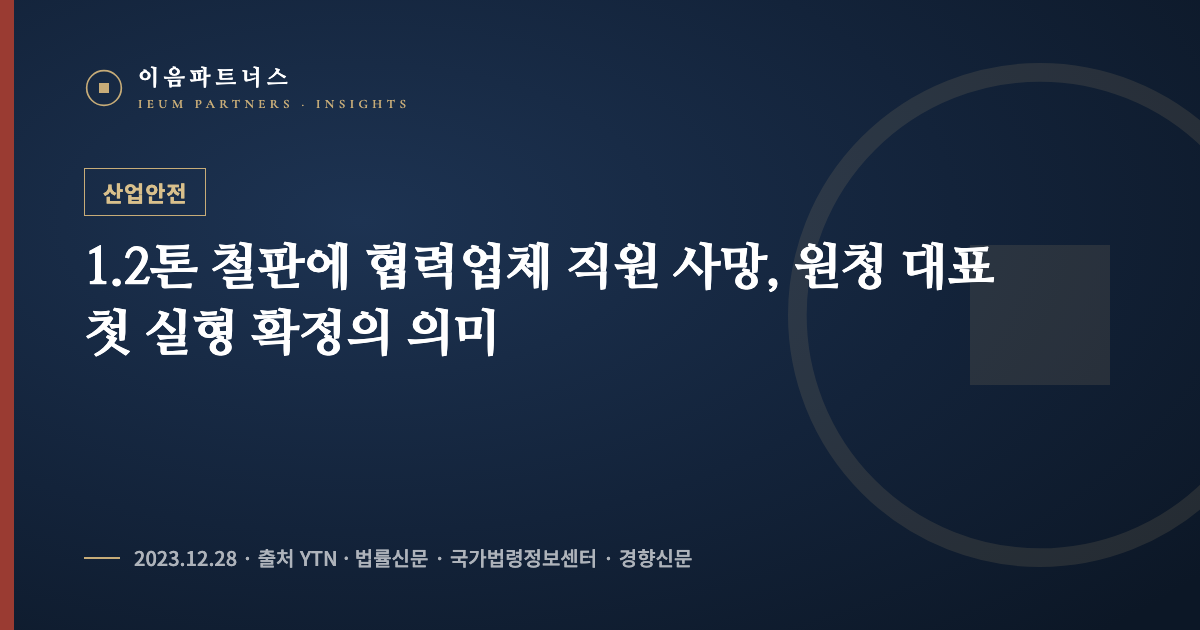 이음파트너스
IEUM PARTNERS · INSIGHTS
산업안전
1.2톤 철판에 협력업체 직원 사망, 원청 대표
첫 실형 확정의 의미
2023.12.28 · 출처 YTN · 법률신문 · 국가법령정보센터 · 경향신문